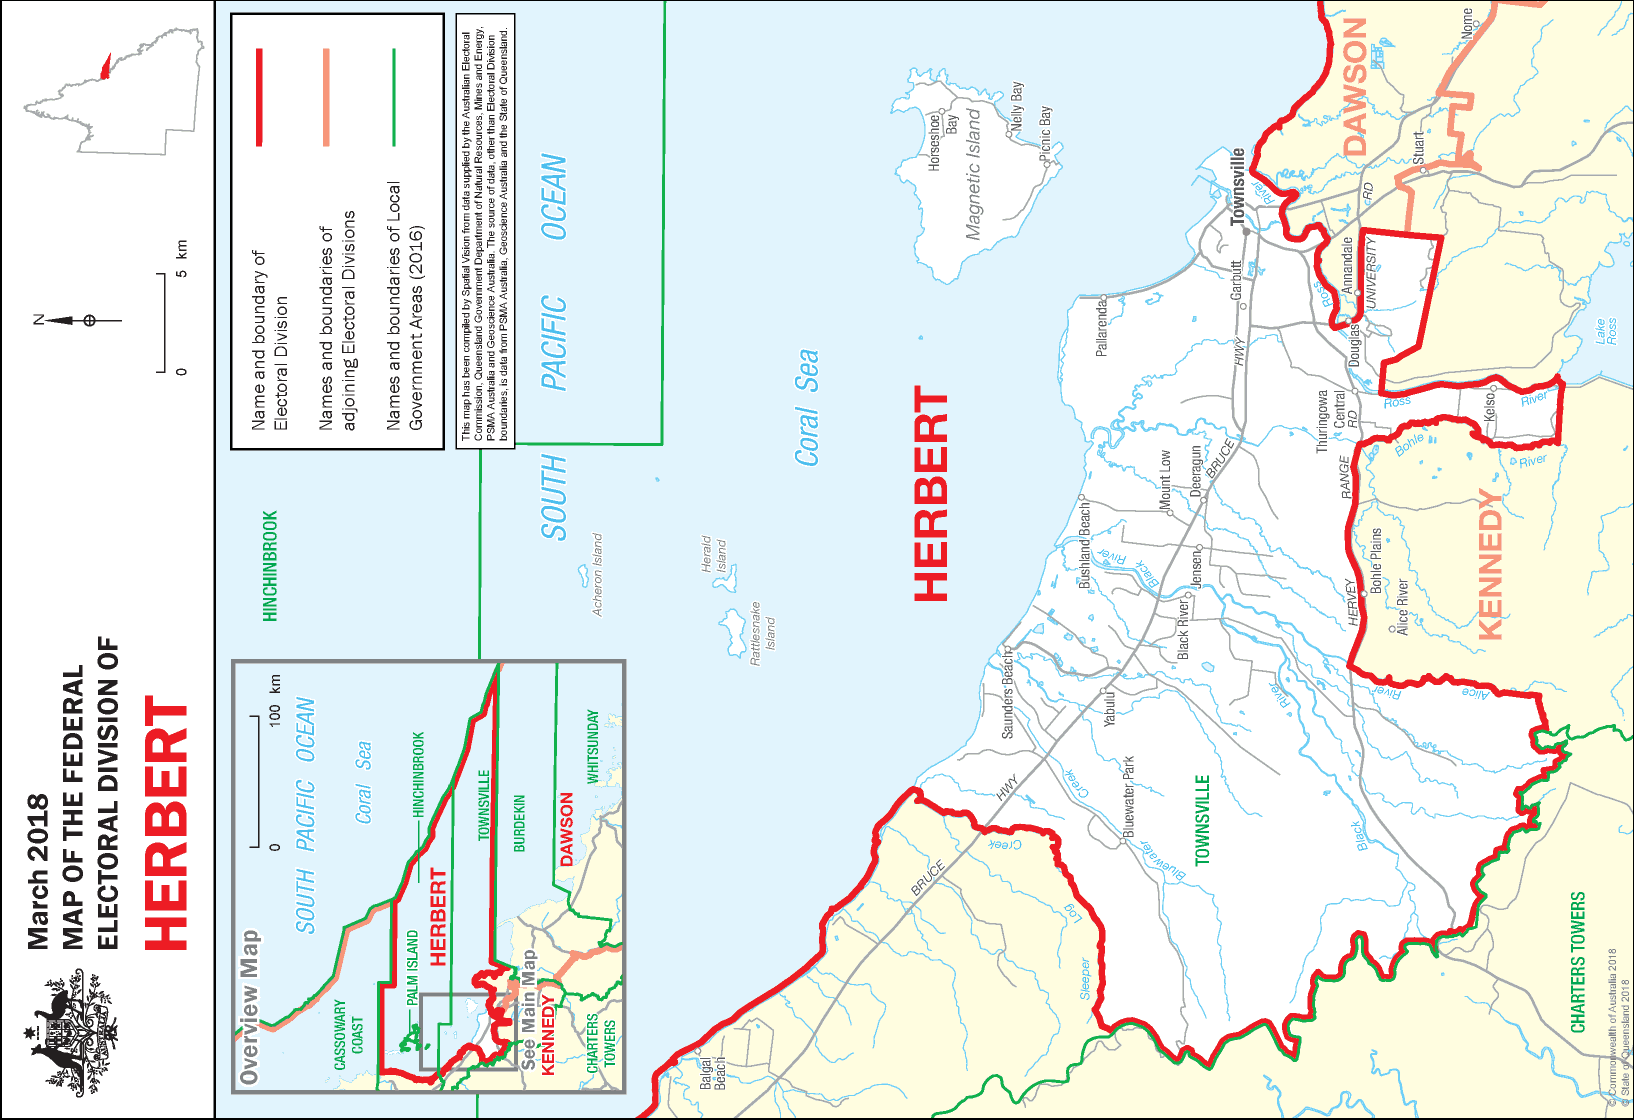 March 2018
MAP OF THE FEDERAL
ELECTORAL DIVISION OF
HERBERT
N
0 5 km
Name and boundary of
Electoral Division
Names and boundaries of
adjoining Electoral Divisions
Names and boundaries of Local
Government Areas (2016)
This map has been compiled by Spatial Vision from data supplied by the Australian Electoral
Commission, Queensland Government Department of Natural Resources, Mines and Energy,
PSMA Australia and Geoscience Australia. The source of data, other than Electoral Division
boundaries, is data from PSMA Australia, Geoscience Australia and the State of Queensland.
Overview Map
0 100 km
SOUTH PACIFIC OCEAN
Coral Sea
CASSOWARY
COAST
PALM ISLAND
HINCHINBROOK
HERBERT
TOWNSVILLE
BURDEKIN
See Main Map
KENNEDY
DAWSON
WHITSUNDAY
CHARTERS
TOWERS
HINCHINBROOK
SOUTH PACIFIC OCEAN
Acheron Island
Herald
Island
Rattlesnake
Island
Coral Sea
HERBERT
Horseshoe
Bay
Magnetic Island
Nelly Bay
Picnic Bay
Pallarenda
Townsville
Garbutt
River
Ross
Annandale
UNIVERSITY
RD
Douglas
DAWSON
Nome
Stuart
Lake
Ross
HWY
BRUCE
Thuringowa
Central
RD
Ross
River
Kelso
Bohle
River
RANGE
HERVEY
Bohle Plains
Alice River
KENNEDY
Bushland Beach
Mount Low
Deeragun
Jensen
Black River
River
Black
Saunders Beach
Yabulu
River
River
Alice
HWY
Creek
Bluewater Park
Bluewater
TOWNSVILLE
Black
BRUCE
Creek
Log
Sleeper
Balgal
Beach
CHARTERS TOWERS
© Commonwealth of Australia 2018
© State of Queensland 2018